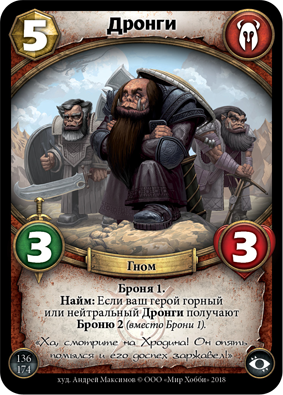 5
Дронги
3
Гном
3
Броня 1.
Найм: Если ваш герой горный
или нейтральный Дронги получают
Броню 2 (вместо Брони 1).
«Ха, смотрите на Хродина! Он опять
помылся и его доспех заржавел!»
136
174
худ. Андрей Максимов © ООО «Мир Хобби» 2018